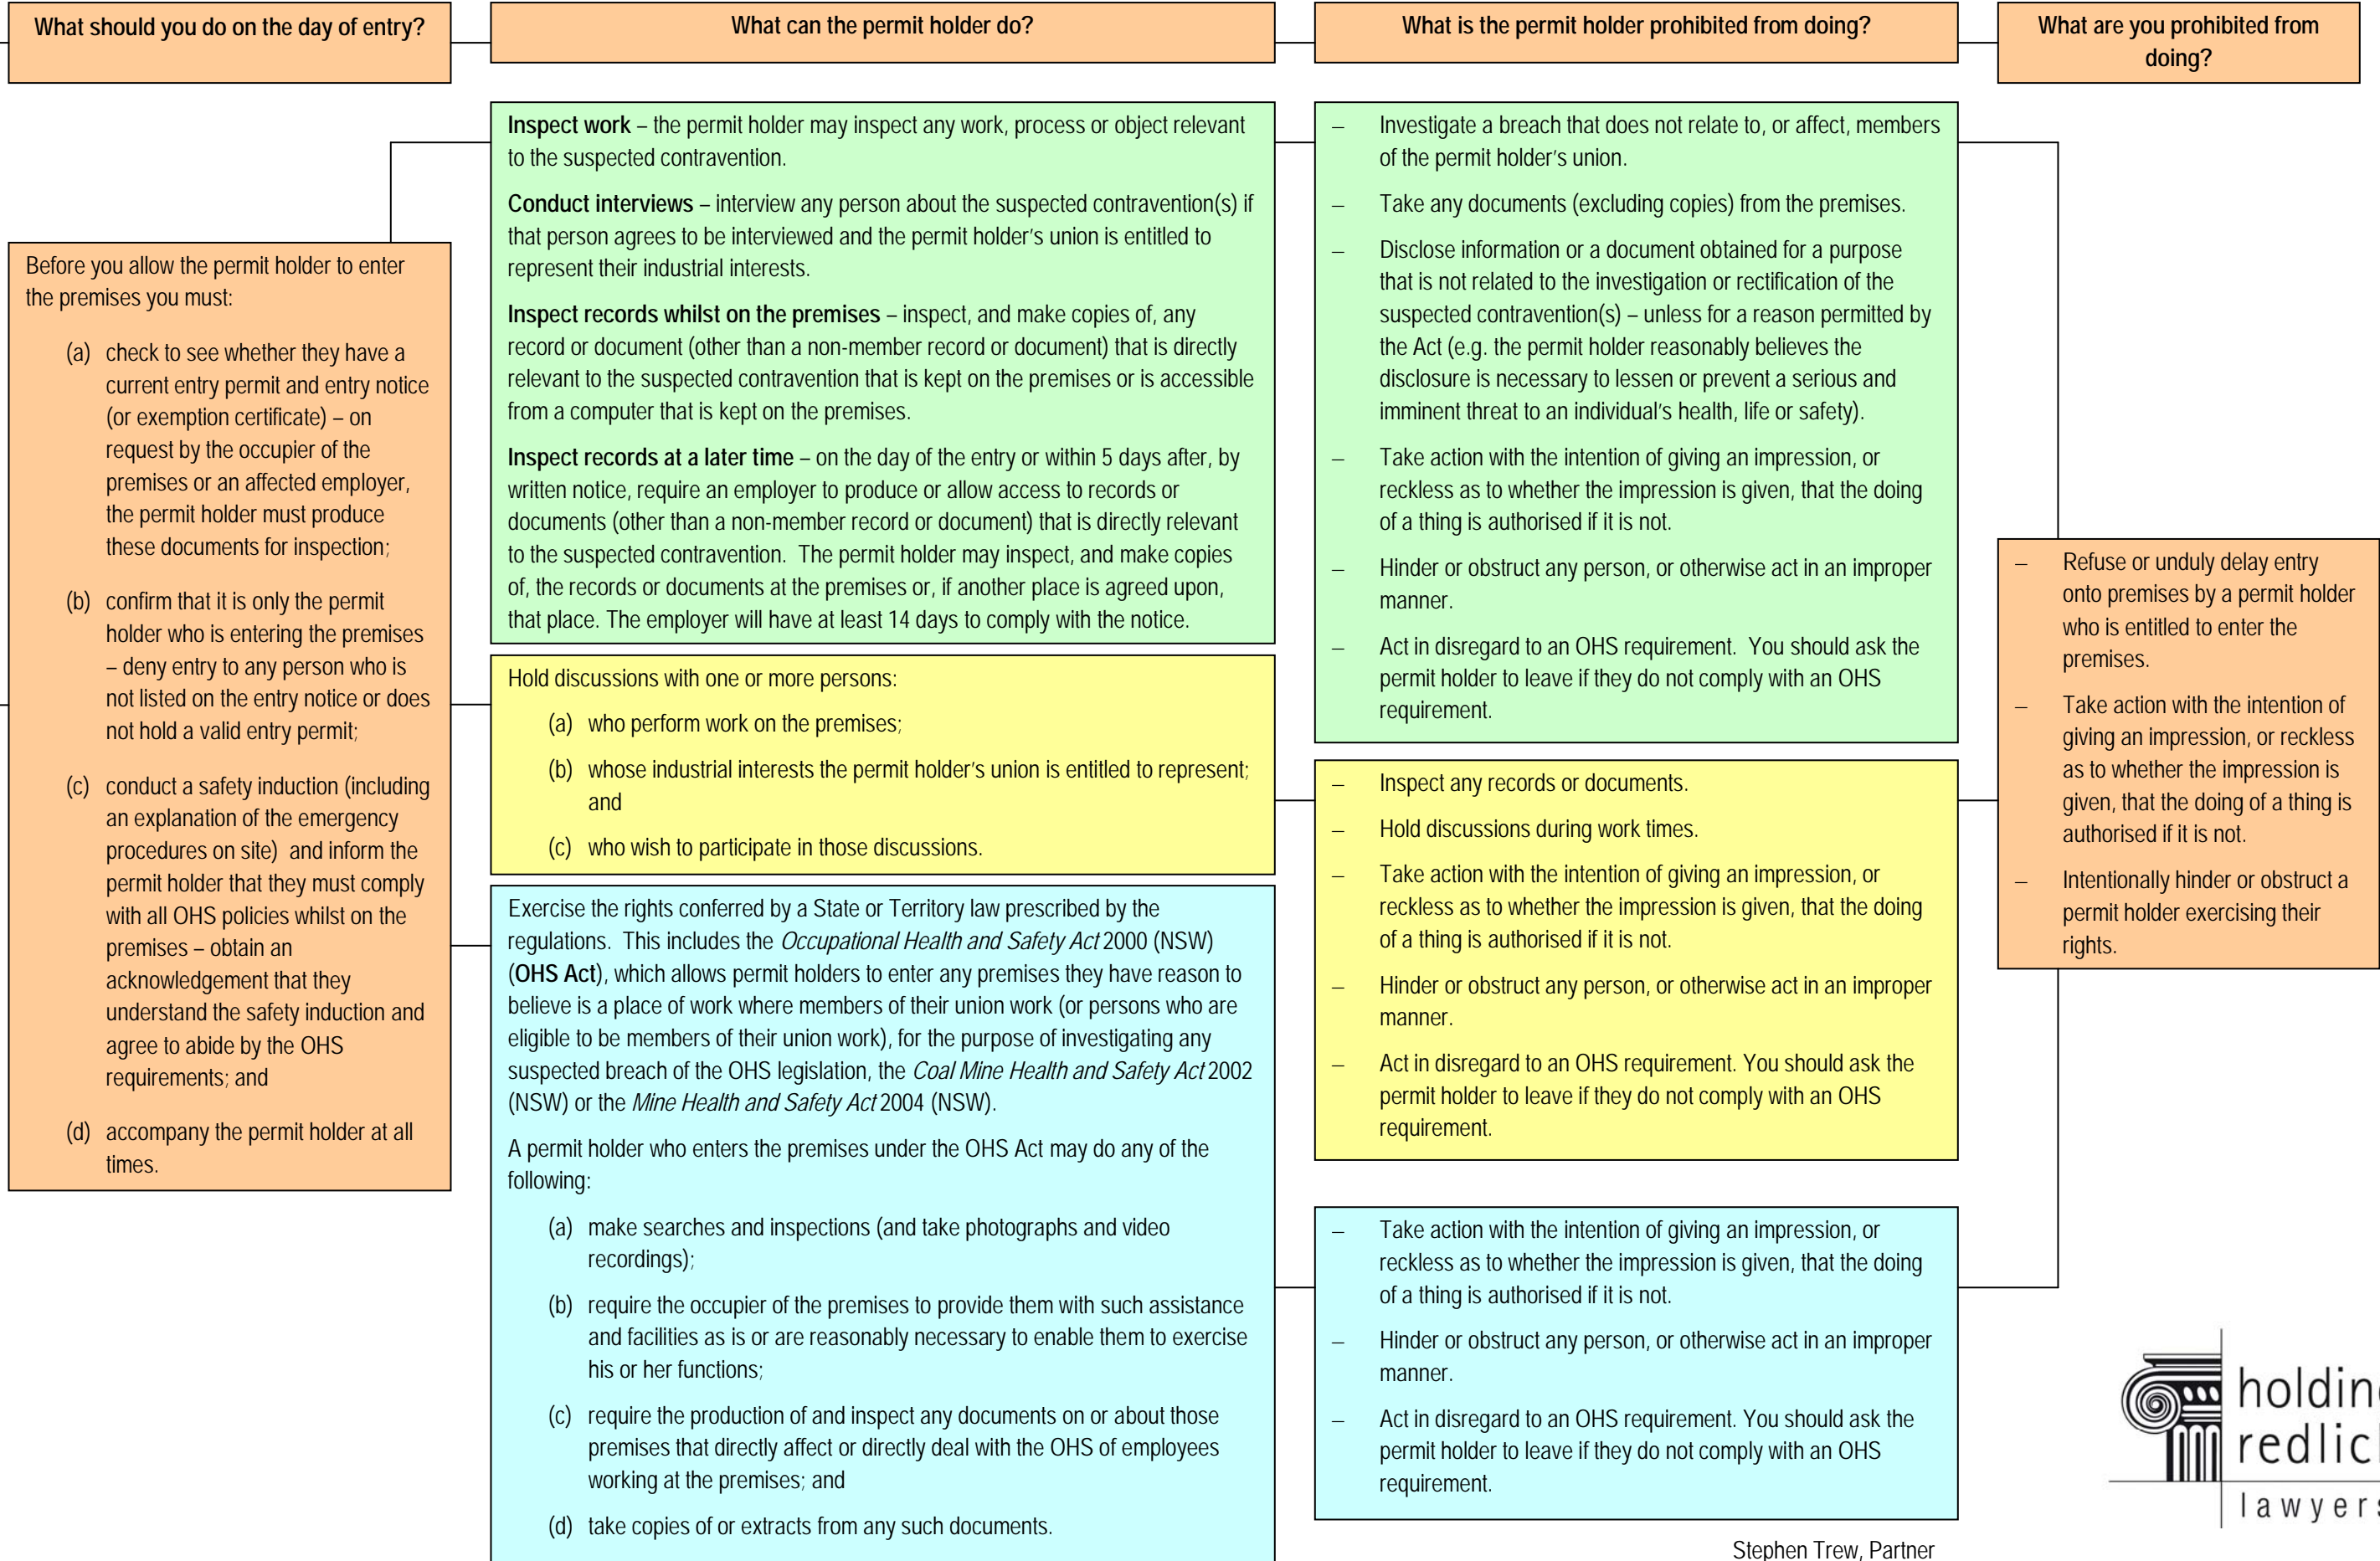 What should you do on the day of entry?
What can the permit holder do?
What is the permit holder prohibited from doing?
What are you prohibited from
doing?
Before you allow the permit holder to enter
the premises you must:
(a) check to see whether they have a
current entry permit and entry notice
(or exemption certificate) – on
request by the occupier of the
premises or an affected employer,
the permit holder must produce
these documents for inspection;
(b) confirm that it is only the permit
holder who is entering the premises
– deny entry to any person who is
not listed on the entry notice or does
not hold a valid entry permit;
(c) conduct a safety induction (including
an explanation of the emergency
procedures on site) and inform the
permit holder that they must comply
with all OHS policies whilst on the
premises – obtain an
acknowledgement that they
understand the safety induction and
agree to abide by the OHS
requirements; and
(d) accompany the permit holder at all
times.
Inspect work – the permit holder may inspect any work, process or object relevant
to the suspected contravention.
Conduct interviews – interview any person about the suspected contravention(s) if
that person agrees to be interviewed and the permit holder's union is entitled to
represent their industrial interests.
Inspect records whilst on the premises – inspect, and make copies of, any
record or document (other than a non-member record or document) that is directly
relevant to the suspected contravention that is kept on the premises or is accessible
from a computer that is kept on the premises.
Inspect records at a later time – on the day of the entry or within 5 days after, by
written notice, require an employer to produce or allow access to records or
documents (other than a non-member record or document) that is directly relevant
to the suspected contravention. The permit holder may inspect, and make copies
of, the records or documents at the premises or, if another place is agreed upon,
that place. The employer will have at least 14 days to comply with the notice.
Hold discussions with one or more persons:
(a) who perform work on the premises;
(b) whose industrial interests the permit holder's union is entitled to represent;
and
(c) who wish to participate in those discussions.
Exercise the rights conferred by a State or Territory law prescribed by the
regulations. This includes the Occupational Health and Safety Act 2000 (NSW)
(OHS Act), which allows permit holders to enter any premises they have reason to
believe is a place of work where members of their union work (or persons who are
eligible to be members of their union work), for the purpose of investigating any
suspected breach of the OHS legislation, the Coal Mine Health and Safety Act 2002
(NSW) or the Mine Health and Safety Act 2004 (NSW).
A permit holder who enters the premises under the OHS Act may do any of the
following:
(a) make searches and inspections (and take photographs and video
recordings);
(b) require the occupier of the premises to provide them with such assistance
and facilities as is or are reasonably necessary to enable them to exercise
his or her functions;
(c) require the production of and inspect any documents on or about those
premises that directly affect or directly deal with the OHS of employees
working at the premises; and
(d) take copies of or extracts from any such documents.
– Investigate a breach that does not relate to, or affect, members
of the permit holder's union.
– Take any documents (excluding copies) from the premises.
– Disclose information or a document obtained for a purpose
that is not related to the investigation or rectification of the
suspected contravention(s) – unless for a reason permitted by
the Act (e.g. the permit holder reasonably believes the
disclosure is necessary to lessen or prevent a serious and
imminent threat to an individual's health, life or safety).
– Take action with the intention of giving an impression, or
reckless as to whether the impression is given, that the doing
of a thing is authorised if it is not.
– Hinder or obstruct any person, or otherwise act in an improper
manner.
– Act in disregard to an OHS requirement. You should ask the
permit holder to leave if they do not comply with an OHS
requirement.
– Inspect any records or documents.
– Hold discussions during work times.
– Take action with the intention of giving an impression, or
reckless as to whether the impression is given, that the doing
of a thing is authorised if it is not.
– Hinder or obstruct any person, or otherwise act in an improper
manner.
– Act in disregard to an OHS requirement. You should ask the
permit holder to leave if they do not comply with an OHS
requirement.
– Take action with the intention of giving an impression, or
reckless as to whether the impression is given, that the doing
of a thing is authorised if it is not.
– Hinder or obstruct any person, or otherwise act in an improper
manner.
– Act in disregard to an OHS requirement. You should ask the
permit holder to leave if they do not comply with an OHS
requirement.
– Refuse or unduly delay entry
onto premises by a permit holder
who is entitled to enter the
premises.
– Take action with the intention of
giving an impression, or reckless
as to whether the impression is
given, that the doing of a thing is
authorised if it is not.
– Intentionally hinder or obstruct a
permit holder exercising their
rights.
Stephen Trew, Partner